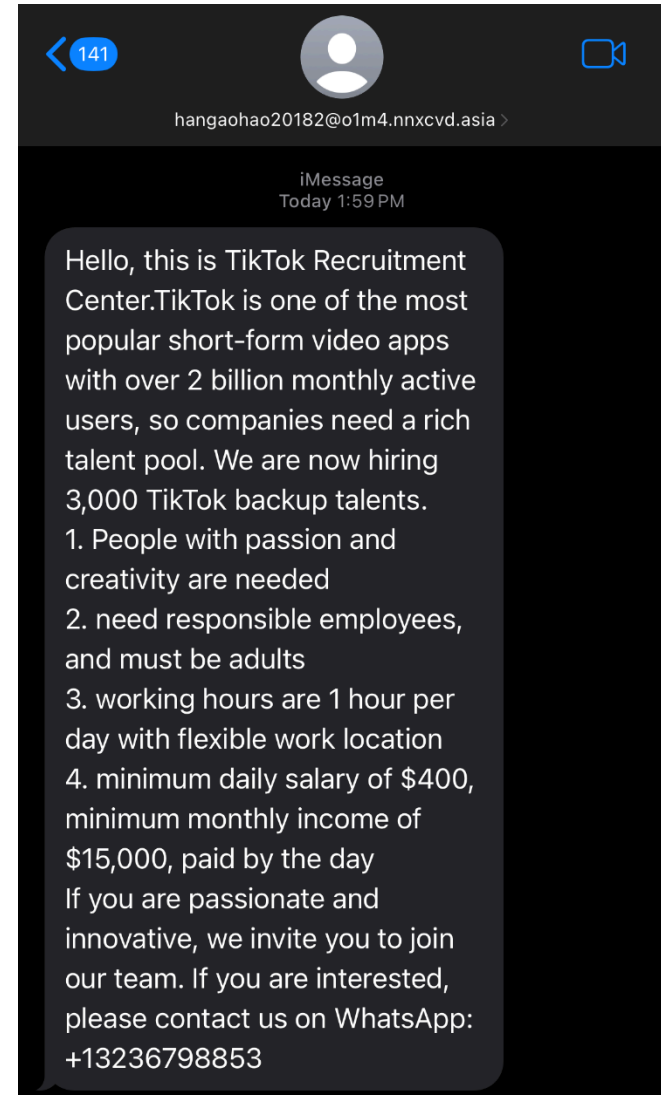 141
hangaohao20182@o1m4.nnxcvd.asia
iMessage
Today 1:59 PM
Hello, this is TikTok Recruitment
Center.TikTok is one of the most
popular short-form video apps
with over 2 billion monthly active
users, so companies need a rich
talent pool. We are now hiring
3,000 TikTok backup talents.
1. People with passion and
creativity are needed
2. need responsible employees,
and must be adults
3. working hours are 1 hour per
day with flexible work location
4. minimum daily salary of $400,
minimum monthly income of
$15,000, paid by the day
If you are passionate and
innovative, we invite you to join
our team. If you are interested,
please contact us on WhatsApp:
+13236798853